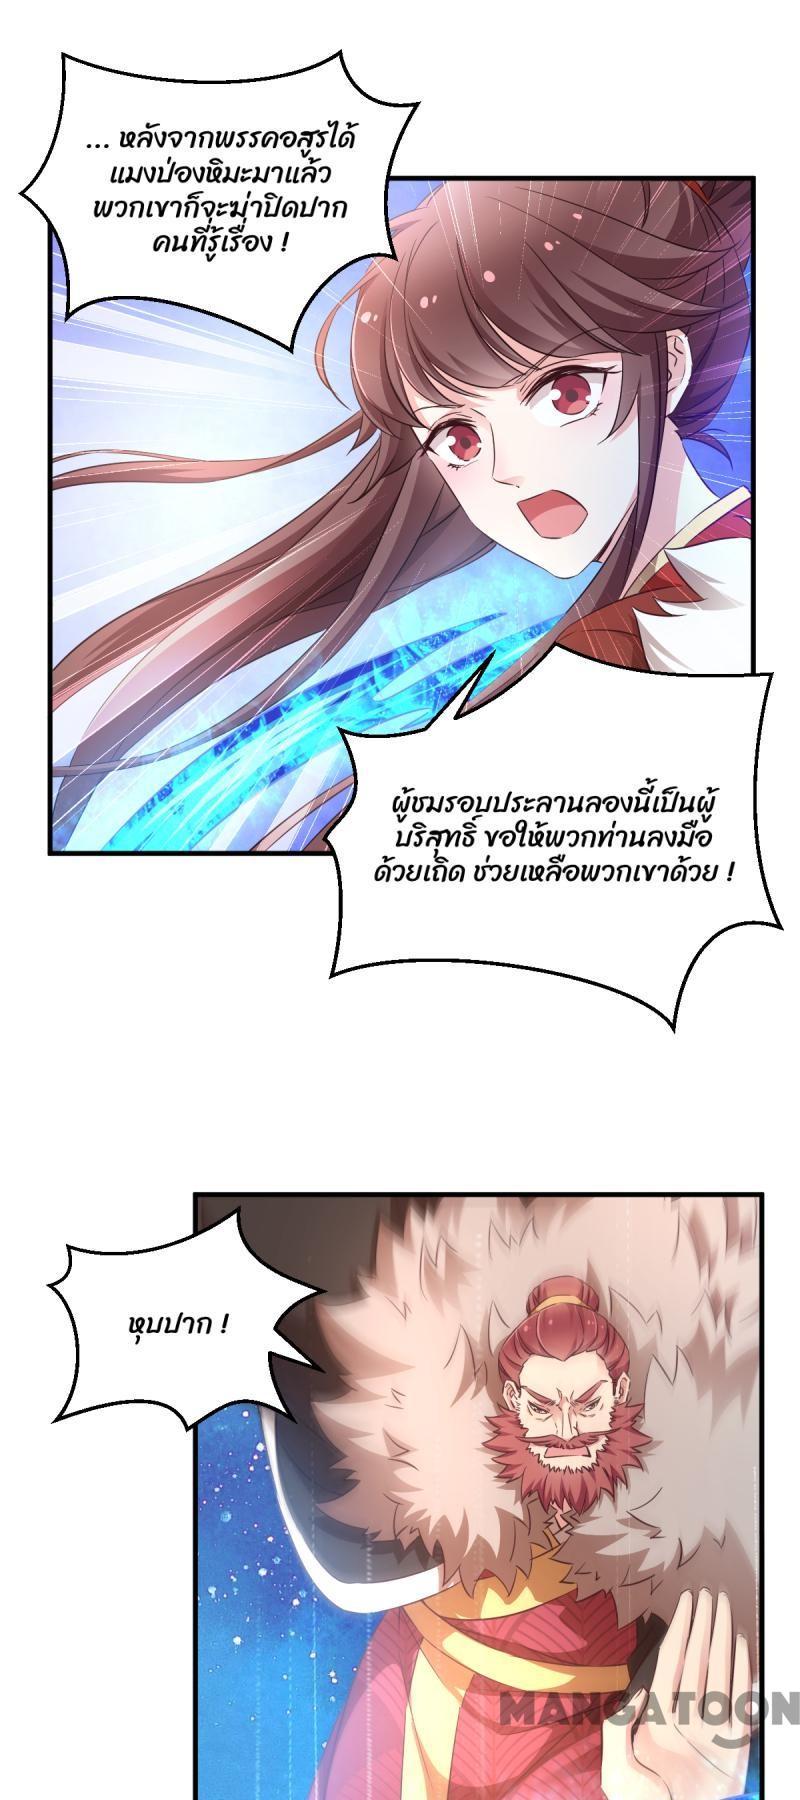 ... หลังจากพรรคอสูรได้
แมงป่องหิมะมาแล้ว
พวกเขาก็จะฆ่าปิดปาก
คนที่รู้เรื่อง !
ผู้ชมรอบประลานลองนี้เป็นผู้
บริสุทธิ์ ขอให้พวกท่านลงมือ
ด้วยเถิด ช่วยเหลือพวกเขาด้วย !
หุบปาก !
MANGATOON